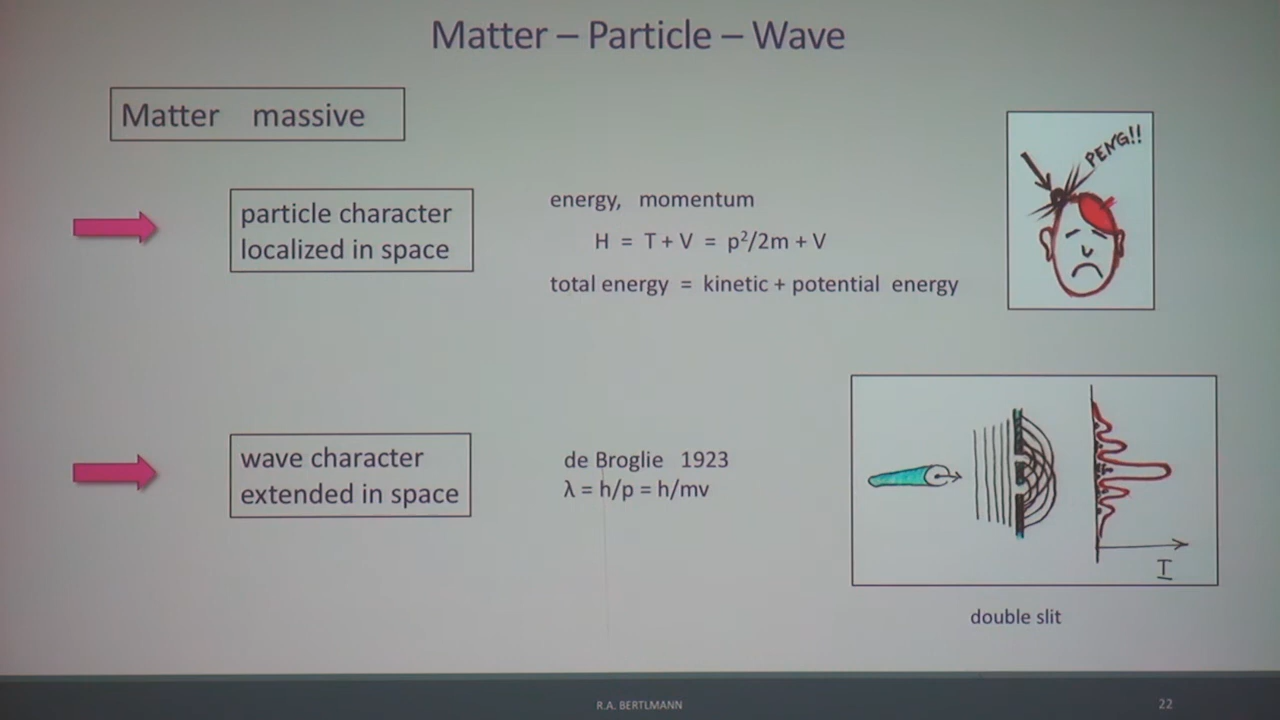 Matter – Particle – Wave
Matter massive
particle character
localized in space
energy, momentum
H = T + V = p²/2m + V
total energy = kinetic + potential energy
PENG!!
wave character
extended in space
de Broglie 1923
λ = h/p = h/mv
I
double slit
R.A. BERTLMANN
22